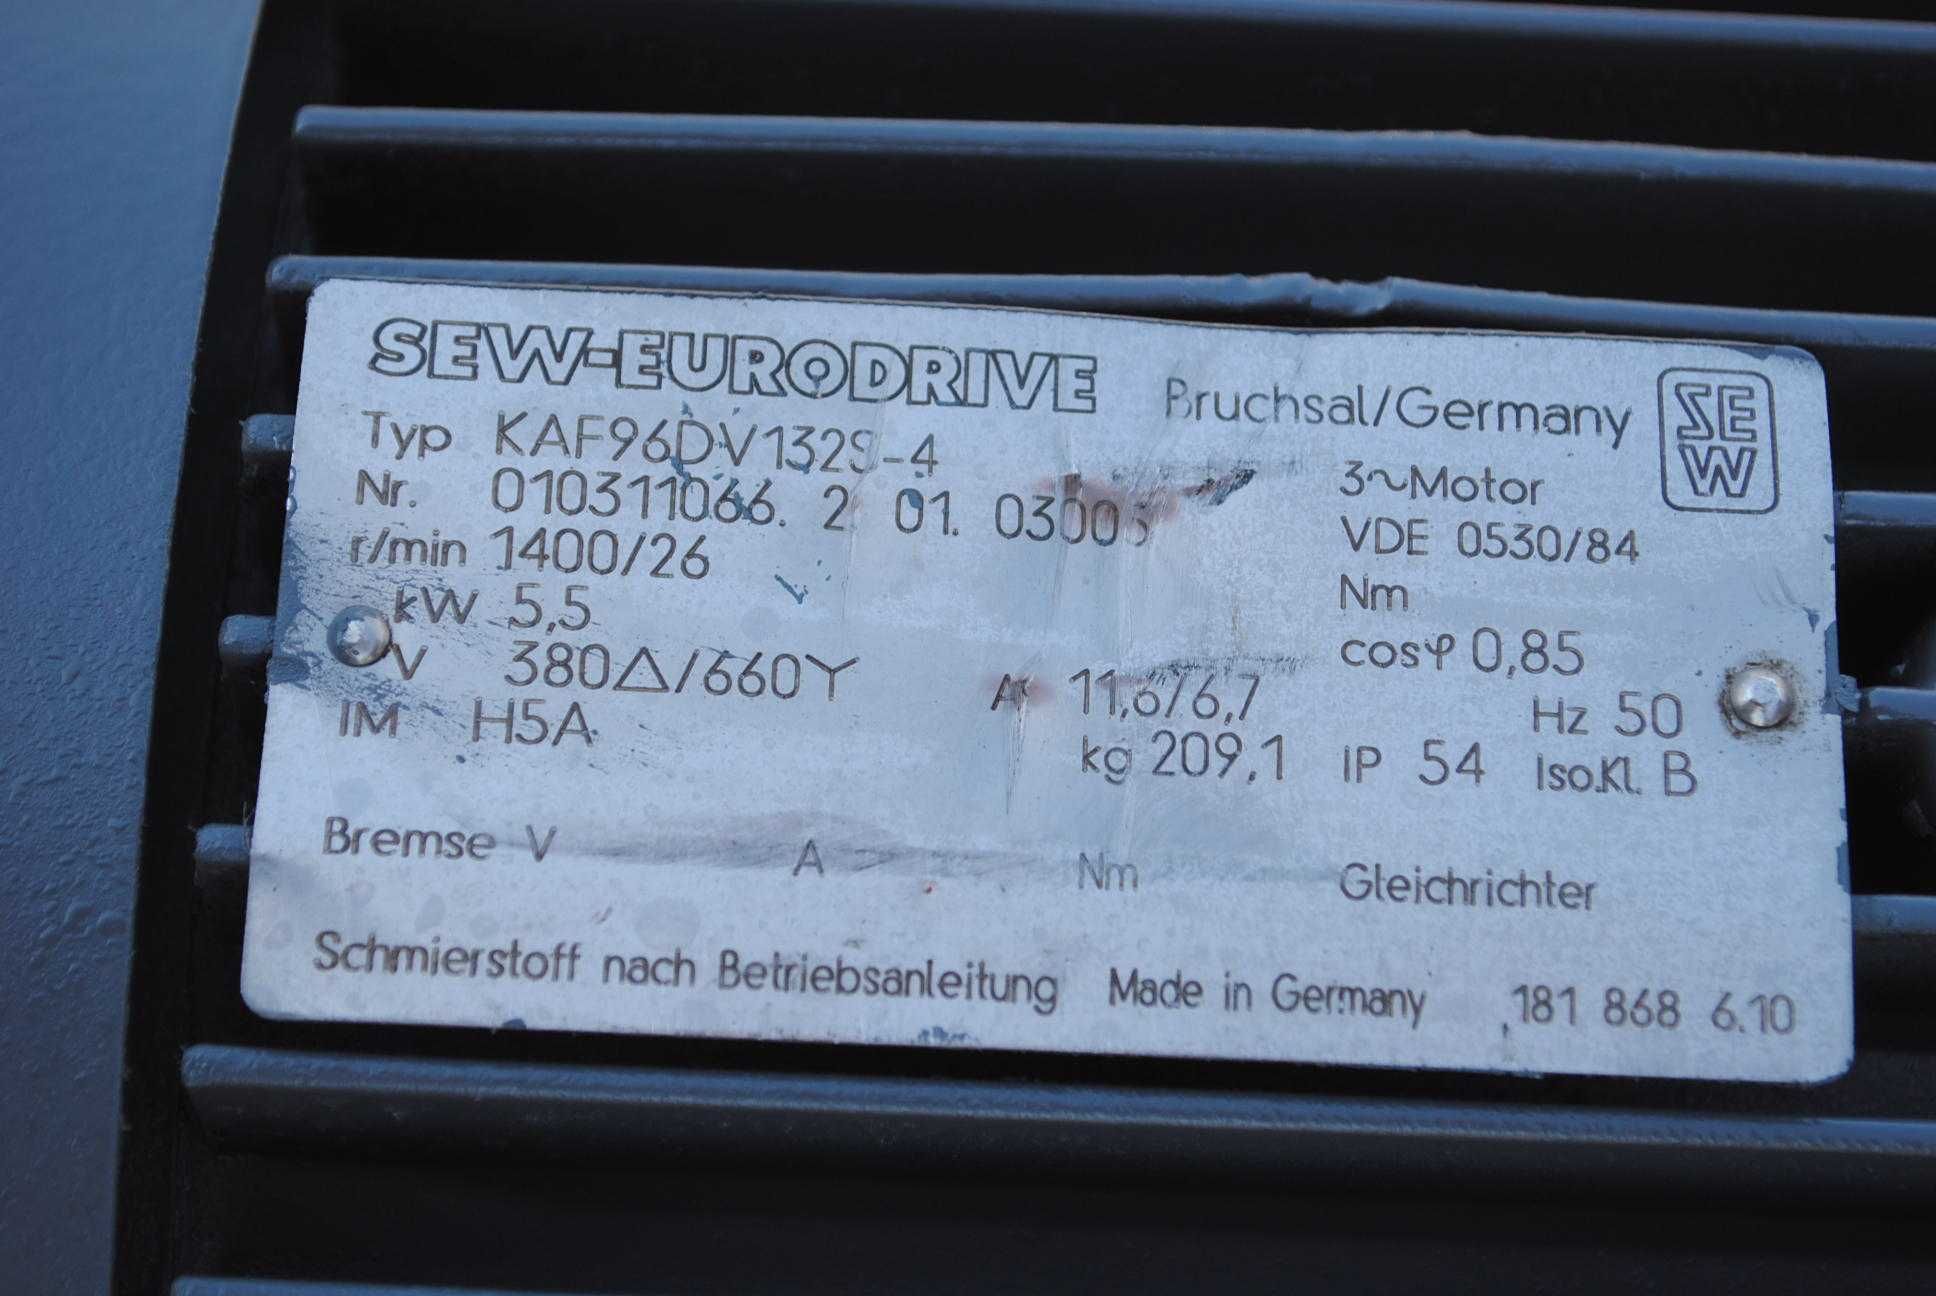 SEW-EURODRIVE Bruchsal/Germany SEW
Typ KAF96DV132S-4 3~Motor
Nr. 010311066. 2 01. VDE 0530/84
r/min 1400/26 Nm
kW 5,5 cosφ 0,85
V 380△/660Y A 11,6/6,7 Hz 50
IM H5A kg 209,1 IP 54 Iso.Kl. B
Bremse V A Nm Gleichrichter
Schmierstoff nach Betriebsanleitung Made in Germany 181 868 6.10